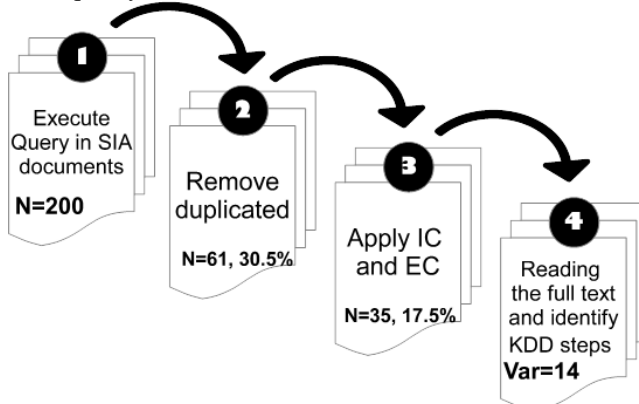 1
Execute
Query in SIA
documents
N=200
2
Remove
duplicated
N=61, 30.5%
3
Apply IC
and EC
N=35, 17.5%
4
Reading
the full text
and identify
KDD steps
Var=14